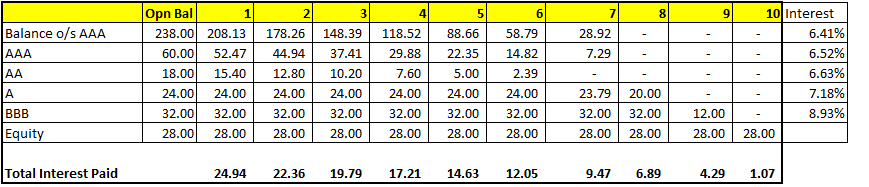 Opn Bal 1 2 3 4 5 6 7 8 9 10 Interest
Balance o/s AAA 238.00 208.13 178.26 148.39 118.52 88.66 58.79 28.92 - - - 6.41%
AAA 60.00 52.47 44.94 37.41 29.88 22.35 14.82 7.29 - - - 6.52%
AA 18.00 15.40 12.80 10.20 7.60 5.00 2.39 - - - - 6.63%
A 24.00 24.00 24.00 24.00 24.00 24.00 24.00 23.79 20.00 - - 7.18%
BBB 32.00 32.00 32.00 32.00 32.00 32.00 32.00 32.00 32.00 12.00 - 8.93%
Equity 28.00 28.00 28.00 28.00 28.00 28.00 28.00 28.00 28.00 28.00 28.00
Total Interest Paid 24.94 22.36 19.79 17.21 14.63 12.05 9.47 6.89 4.29 1.07